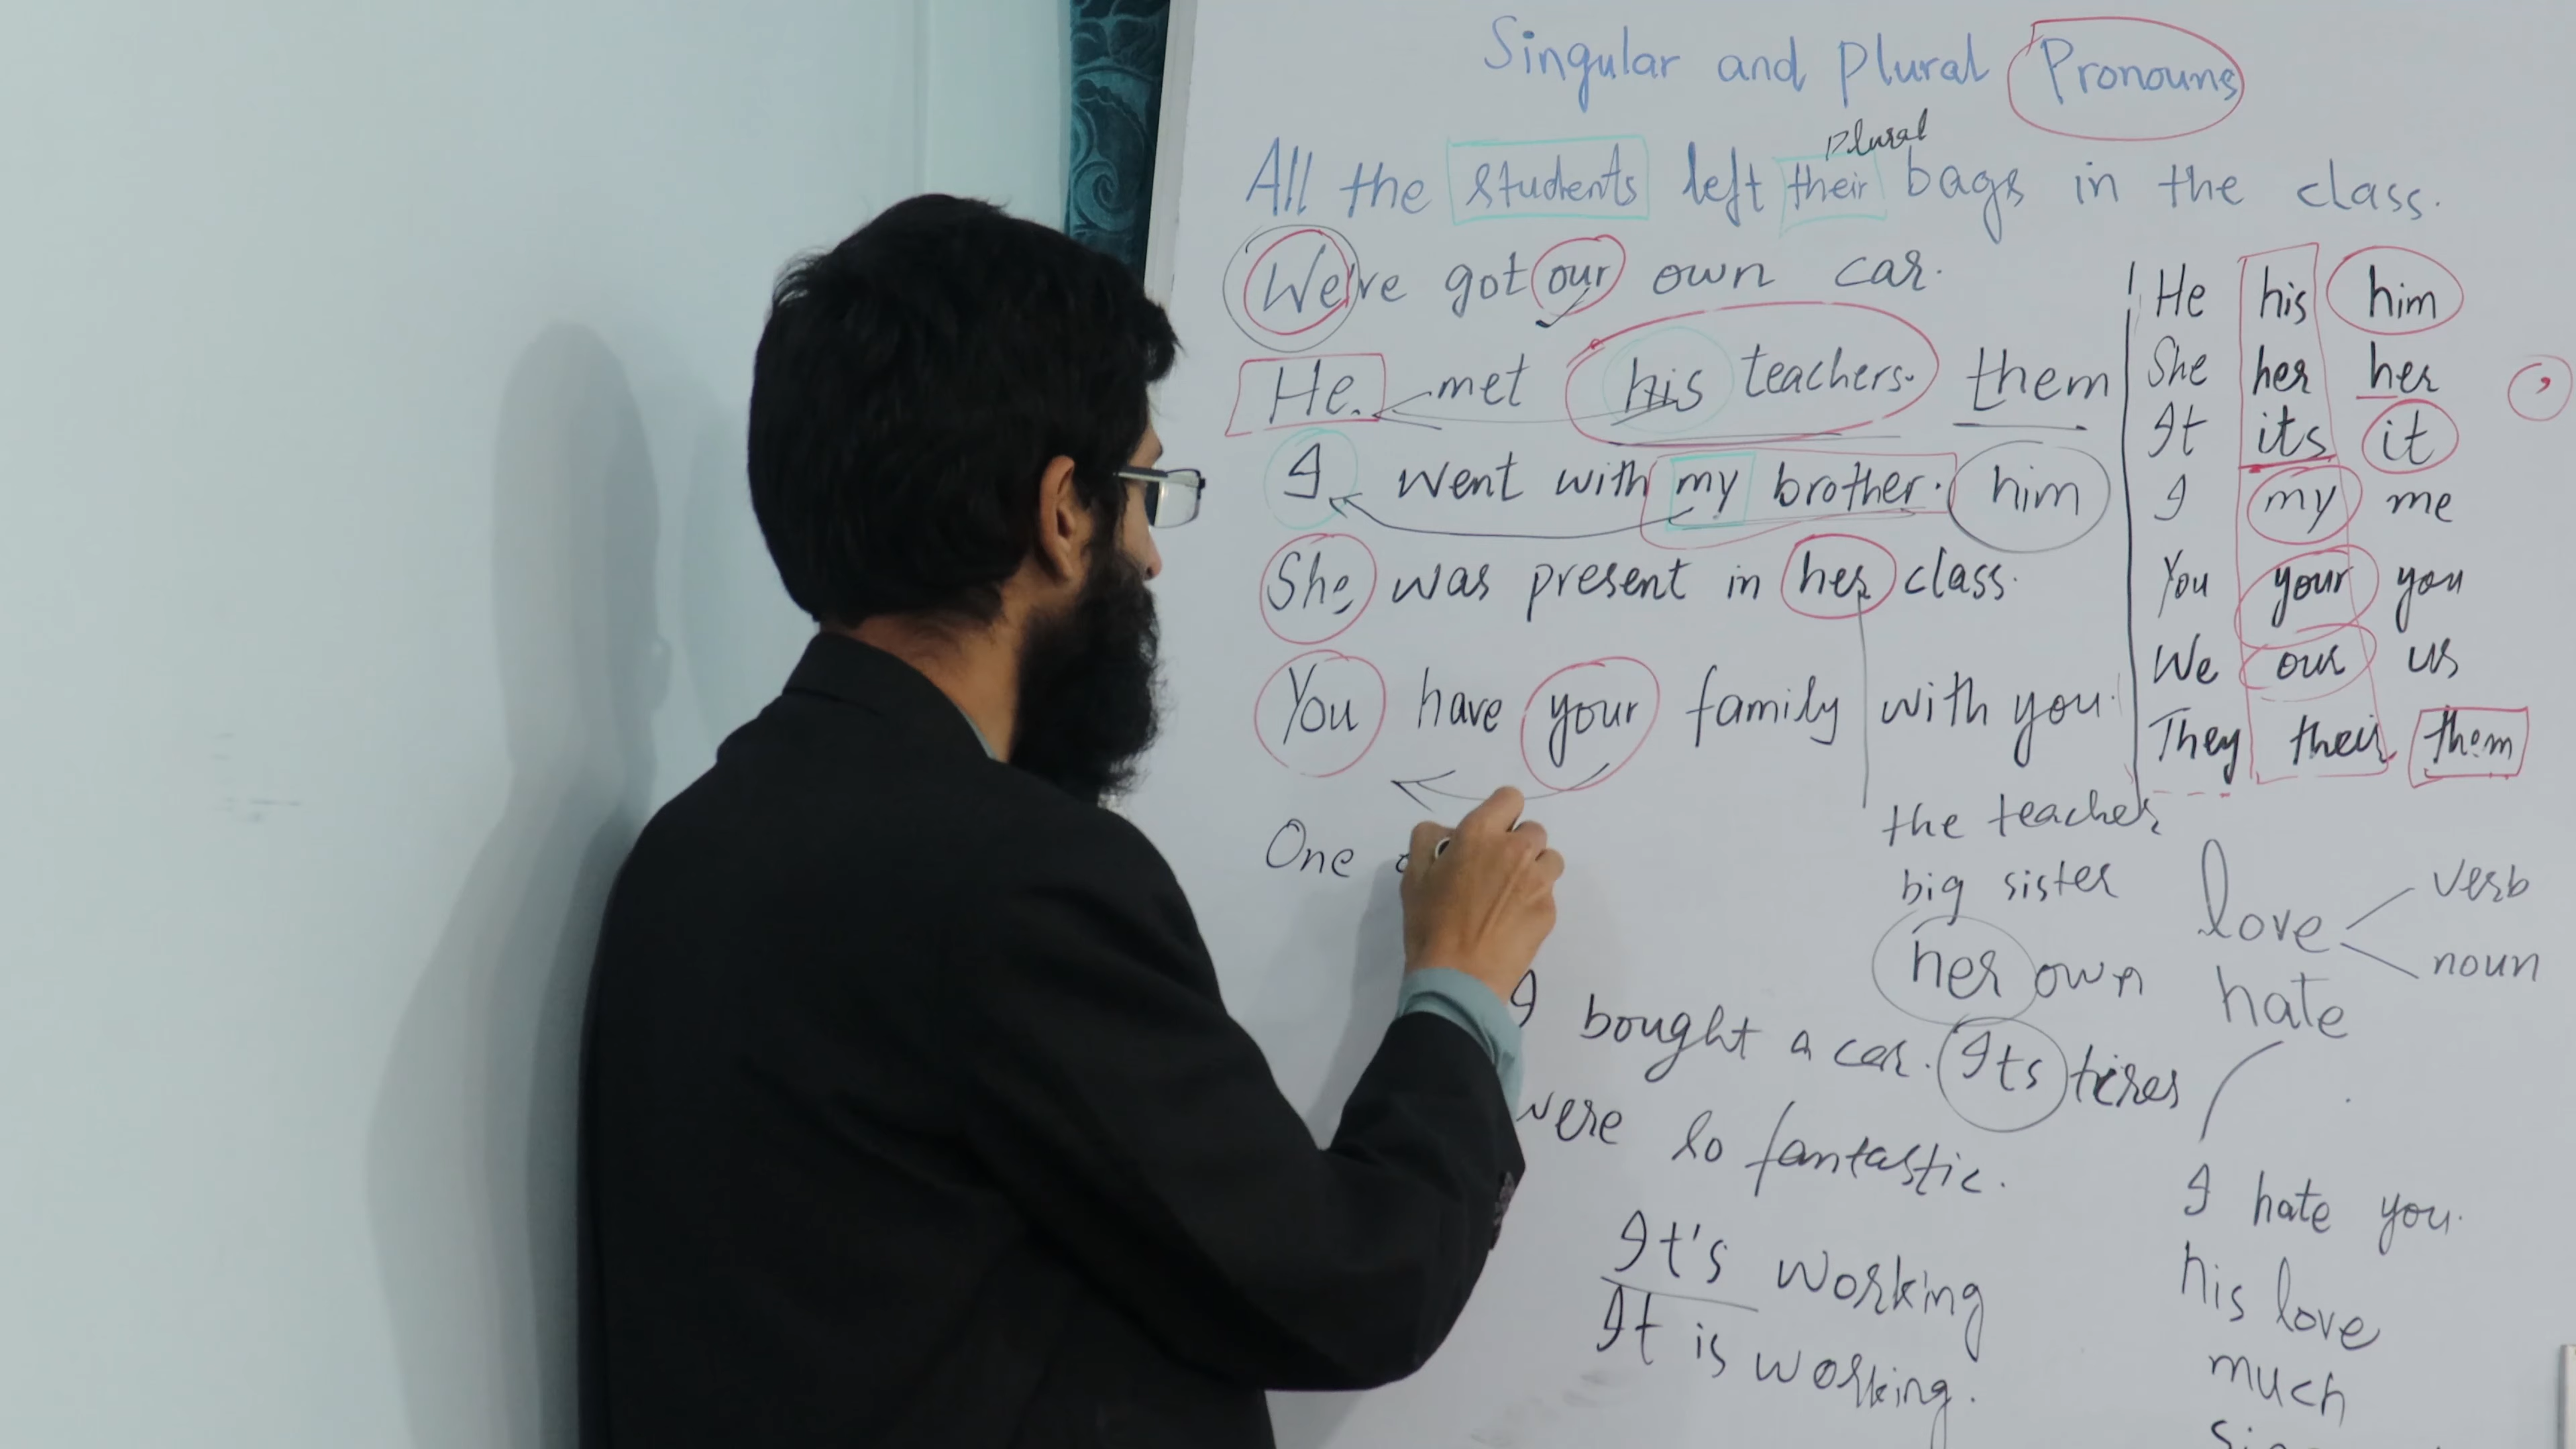 Singular and plural Pronouns
plural
All the students left their bags in the class.
We've got our own car.
He met his teachers. them
I went with my brother. him
She was present in her class.
You have your family with you.
One
He his him
She her her
It its it
I my me
You your you
We our us
They their them
the teacher
big sister
her own
love
verb
noun
hate
I bought a car. Its tires
were so fantastic.
It's working
It is working.
I hate you.
his love
much